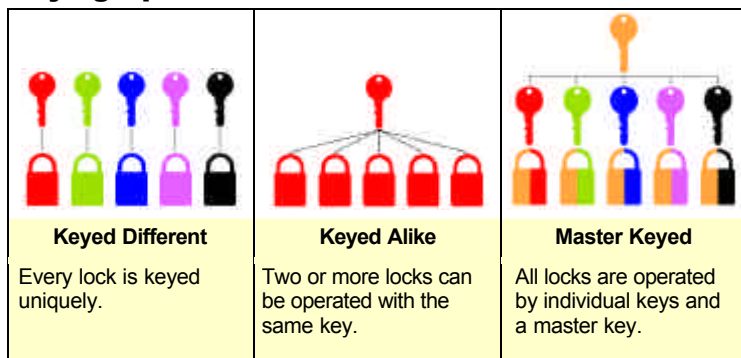 Keyed Different
Every lock is keyed
uniquely.
Keyed Alike
Two or more locks can
be operated with the
same key.
Master Keyed
All locks are operated
by individual keys and
a master key.